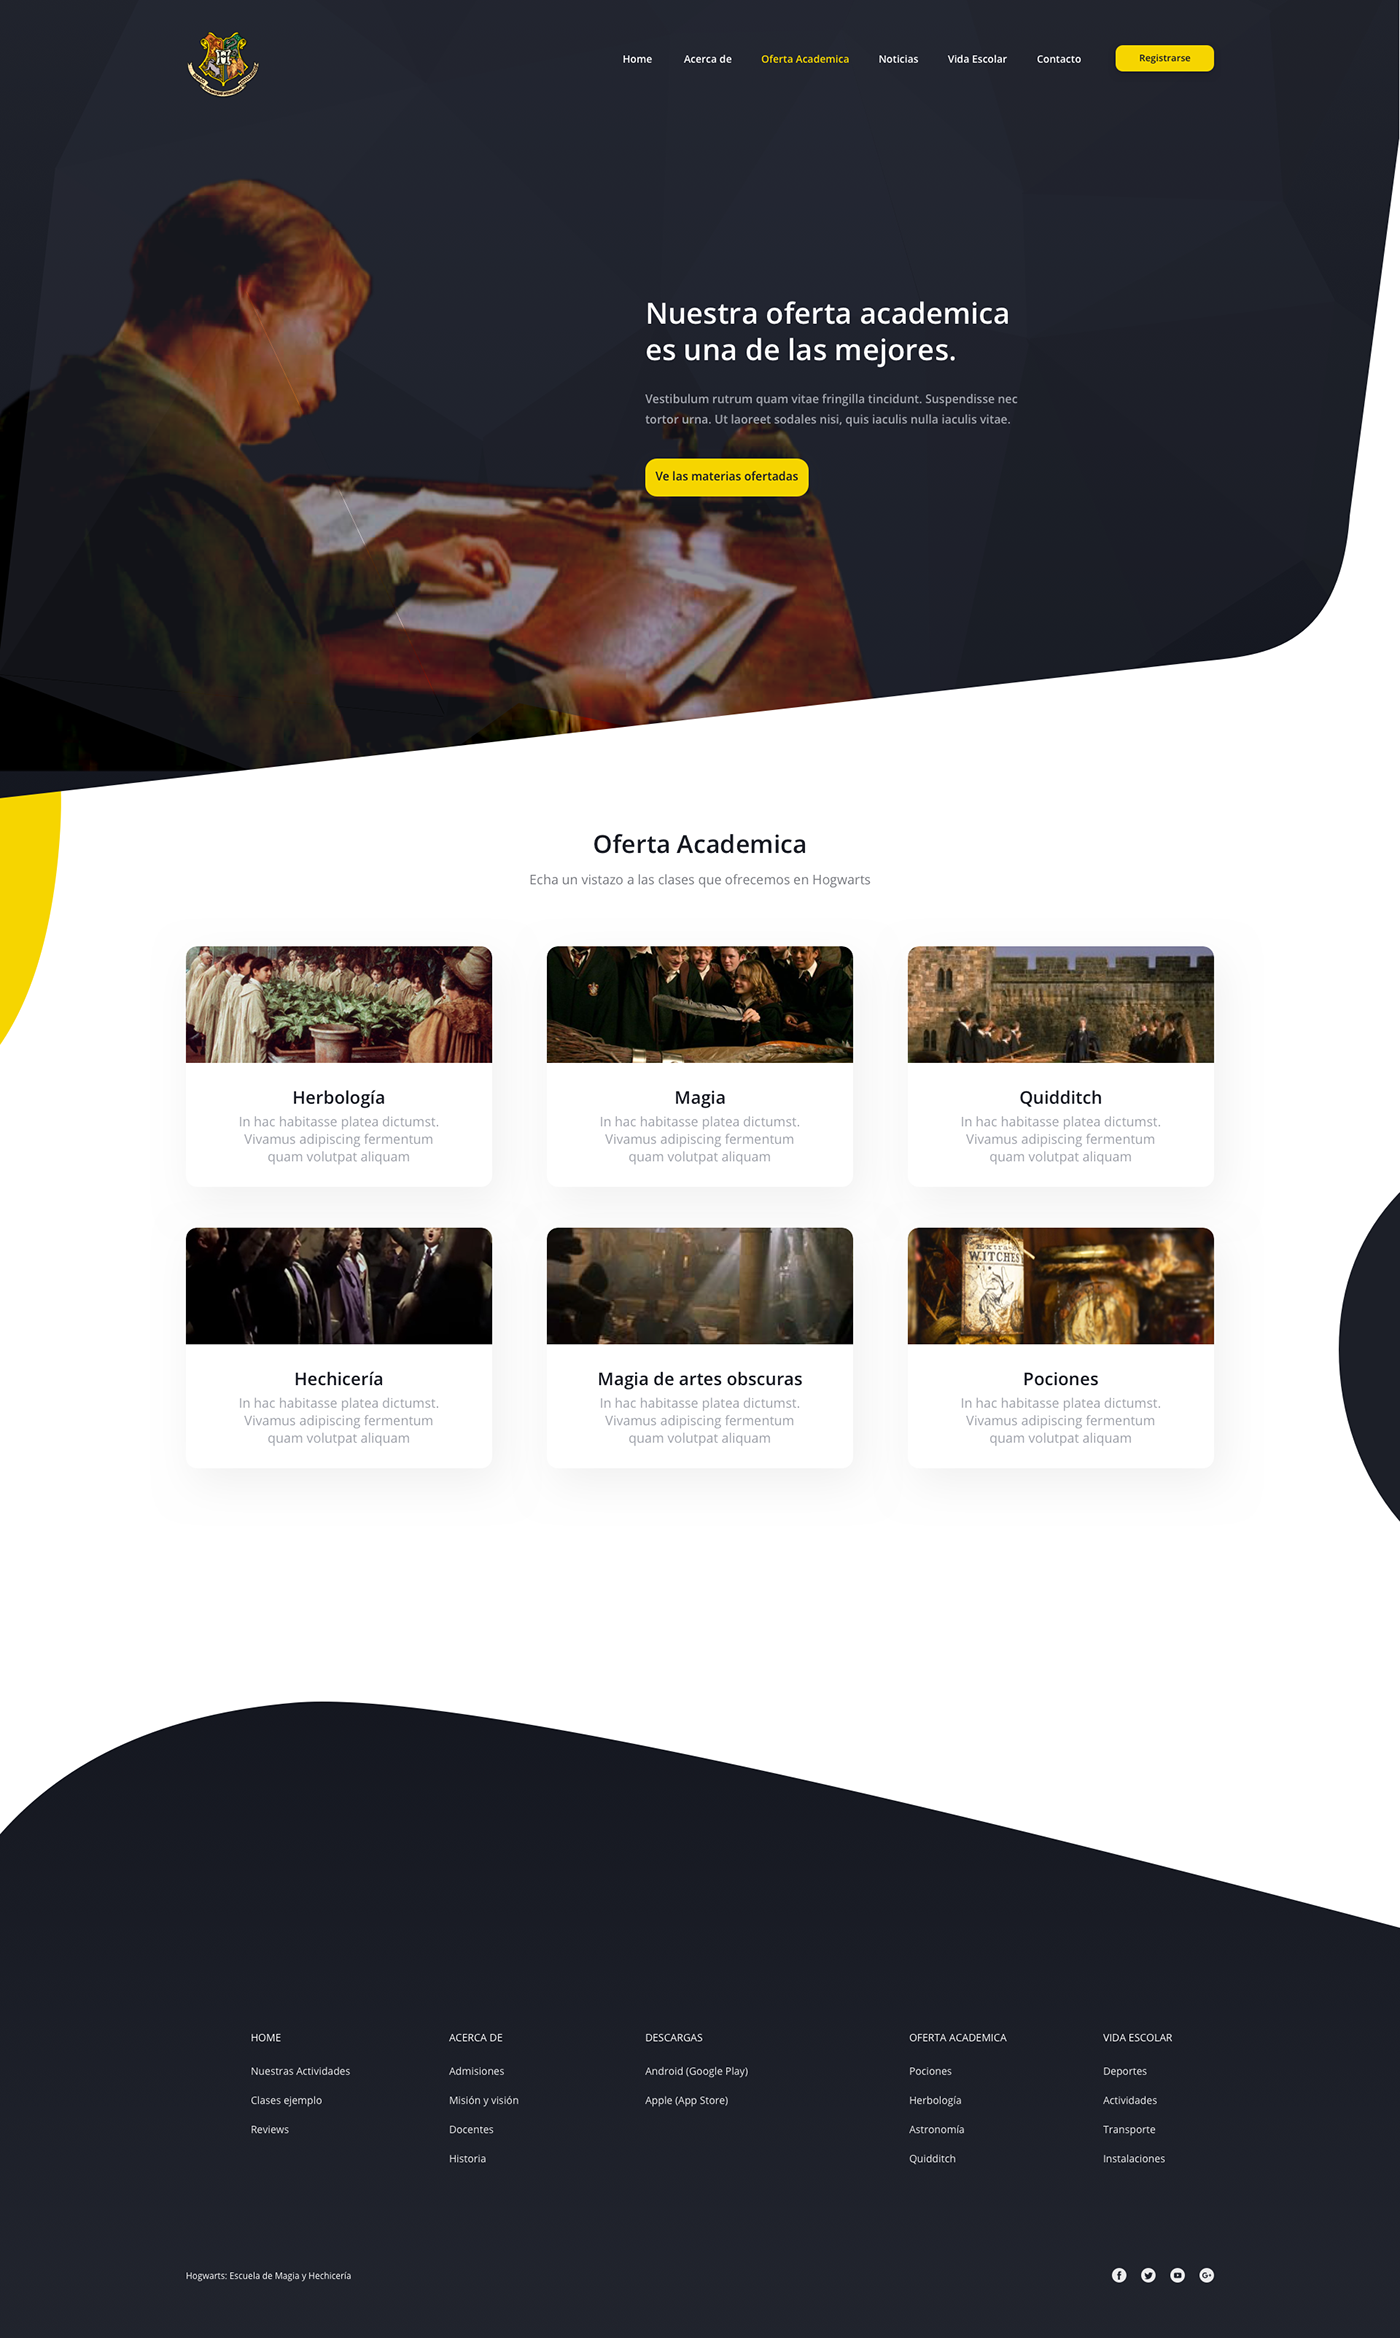 Home Acerca de Oferta Academica Noticias Vida Escolar Contacto Registrarse
Nuestra oferta academica
es una de las mejores.
Vestibulum rutrum quam vitae fringilla tincidunt. Suspendisse nec
tortor urna. Ut laoreet sodales nisi, quis iaculis nulla iaculis vitae.
Ve las materias ofertadas
Oferta Academica
Echa un vistazo a las clases que ofrecemos en Hogwarts
Herbología
In hac habitasse platea dictumst.
Vivamus adipiscing fermentum
quam volutpat aliquam
Magia
In hac habitasse platea dictumst.
Vivamus adipiscing fermentum
quam volutpat aliquam
Quidditch
In hac habitasse platea dictumst.
Vivamus adipiscing fermentum
quam volutpat aliquam
Hechicería
In hac habitasse platea dictumst.
Vivamus adipiscing fermentum
quam volutpat aliquam
Magia de artes obscuras
In hac habitasse platea dictumst.
Vivamus adipiscing fermentum
quam volutpat aliquam
WITCHES
Pociones
In hac habitasse platea dictumst.
Vivamus adipiscing fermentum
quam volutpat aliquam
HOME
Nuestras Actividades
Clases ejemplo
Reviews
ACERCA DE
Admisiones
Misión y visión
Docentes
Historia
DESCARGAS
Android (Google Play)
Apple (App Store)
OFERTA ACADEMICA
Pociones
Herbología
Astronomía
Quidditch
VIDA ESCOLAR
Deportes
Actividades
Transporte
Instalaciones
Hogwarts: Escuela de Magia y Hechicería